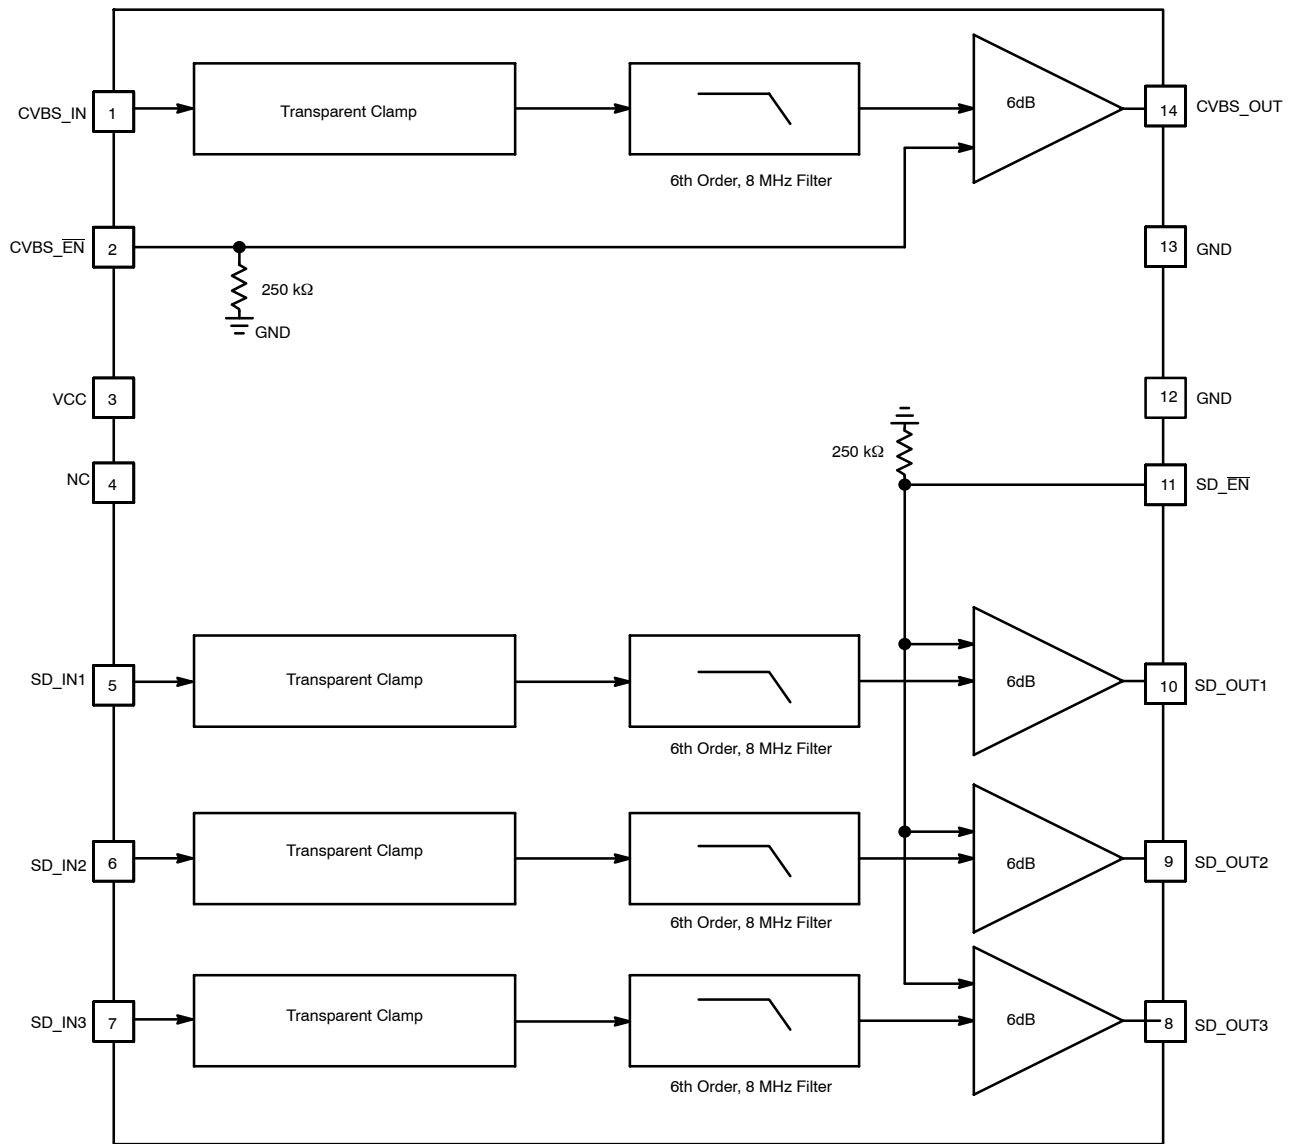 CVBS_IN 1 Transparent Clamp 6dB 14 CVBS_OUT
6th Order, 8 MHz Filter
CVBS_EN 2 13 GND
250 kΩ
GND
VCC 3 12 GND
250 kΩ
NC 4 11 SD_EN
SD_IN1 5 Transparent Clamp 6dB 10 SD_OUT1
6th Order, 8 MHz Filter
SD_IN2 6 Transparent Clamp 6dB 9 SD_OUT2
6th Order, 8 MHz Filter
SD_IN3 7 Transparent Clamp 6dB 8 SD_OUT3
6th Order, 8 MHz Filter